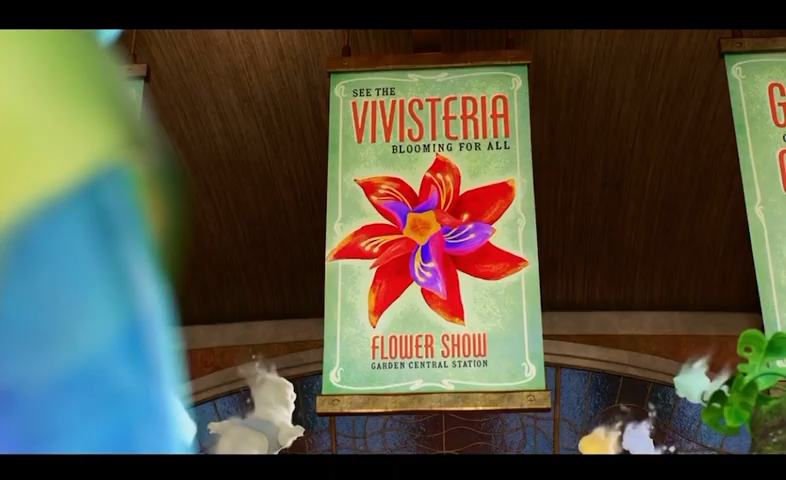 SEE THE
VIVISTERIA
BLOOMING FOR ALL
FLOWER SHOW
GARDEN CENTRAL STATION